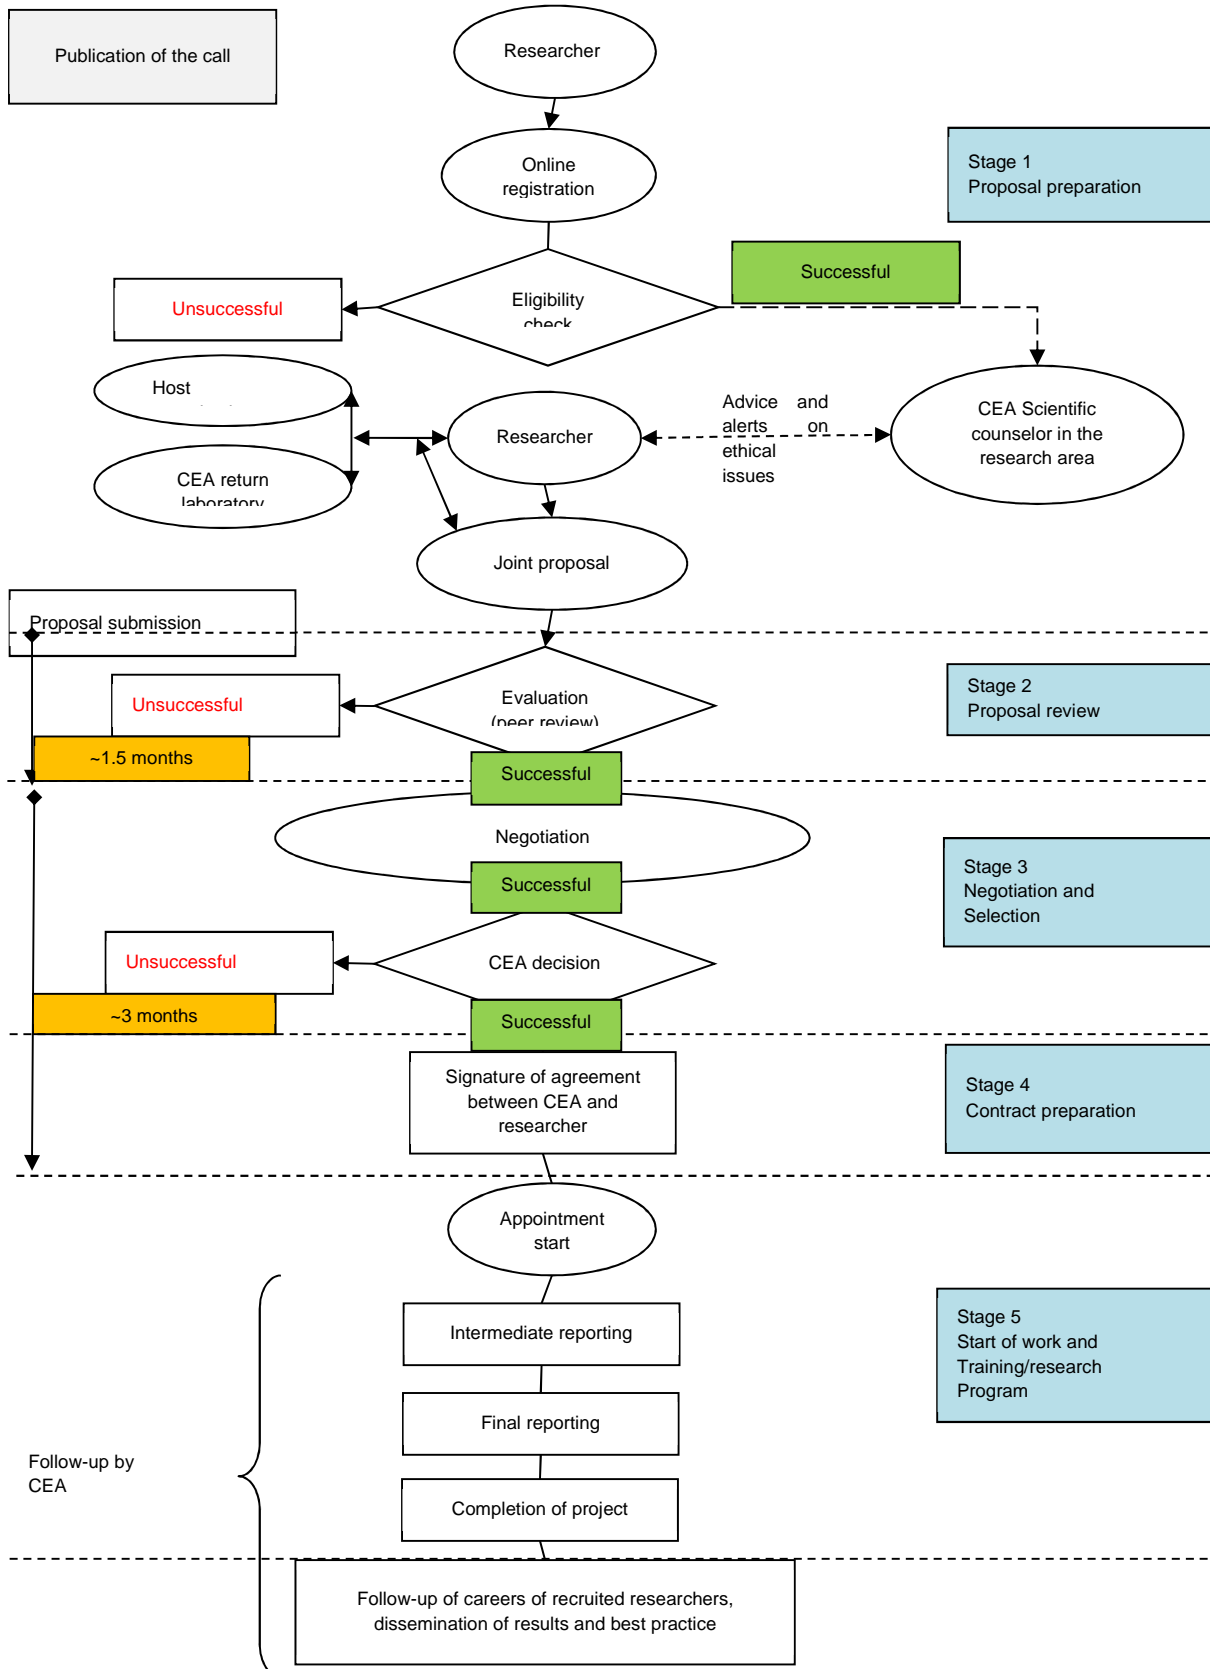 Publication of the call
Researcher
Online
registration
Stage 1
Proposal preparation
Successful
Unsuccessful
Eligibility
check
Host
CEA return
laboratory
Researcher
Advice and
alerts on
ethical
issues
CEA Scientific
counselor in the
research area
Joint proposal
Proposal submission
Unsuccessful
Evaluation
(peer review)
Stage 2
Proposal review
~1.5 months
Successful
Negotiation
Successful
Stage 3
Negotiation and
Selection
Unsuccessful
CEA decision
~3 months
Successful
Signature of agreement
between CEA and
researcher
Stage 4
Contract preparation
Appointment
start
Intermediate reporting
Stage 5
Start of work and
Training/research
Program
Final reporting
Follow-up by
CEA
Completion of project
Follow-up of careers of recruited researchers,
dissemination of results and best practice